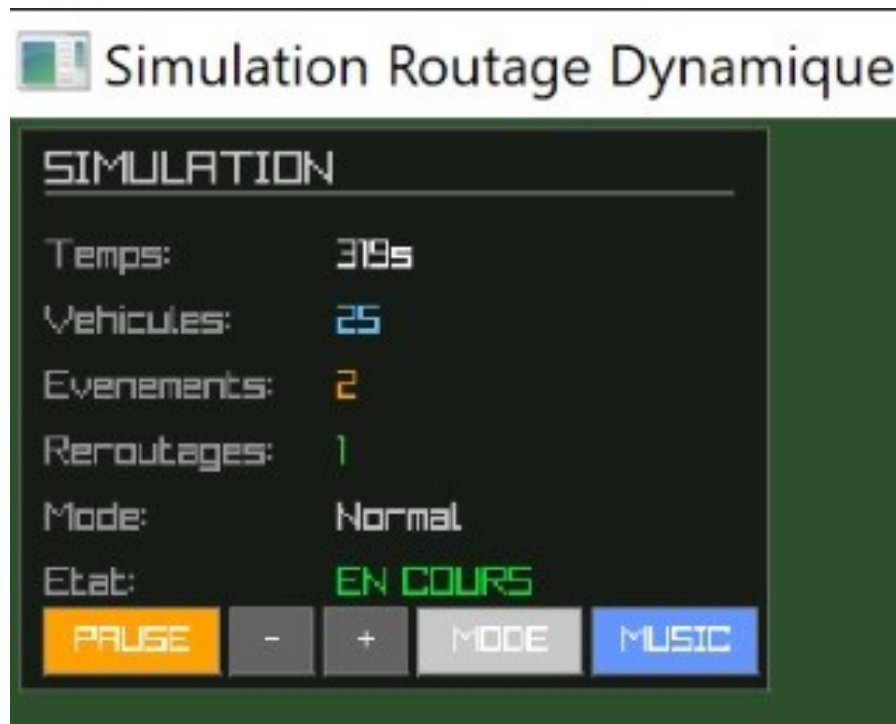 Simulation Routage Dynamique
SIMULATION
Temps: 319s
Vehicules: 25
Evenements: 2
Reroutages: 1
Mode: Normal
Etat: EN COURS
PAUSE - + MODE MUSIC